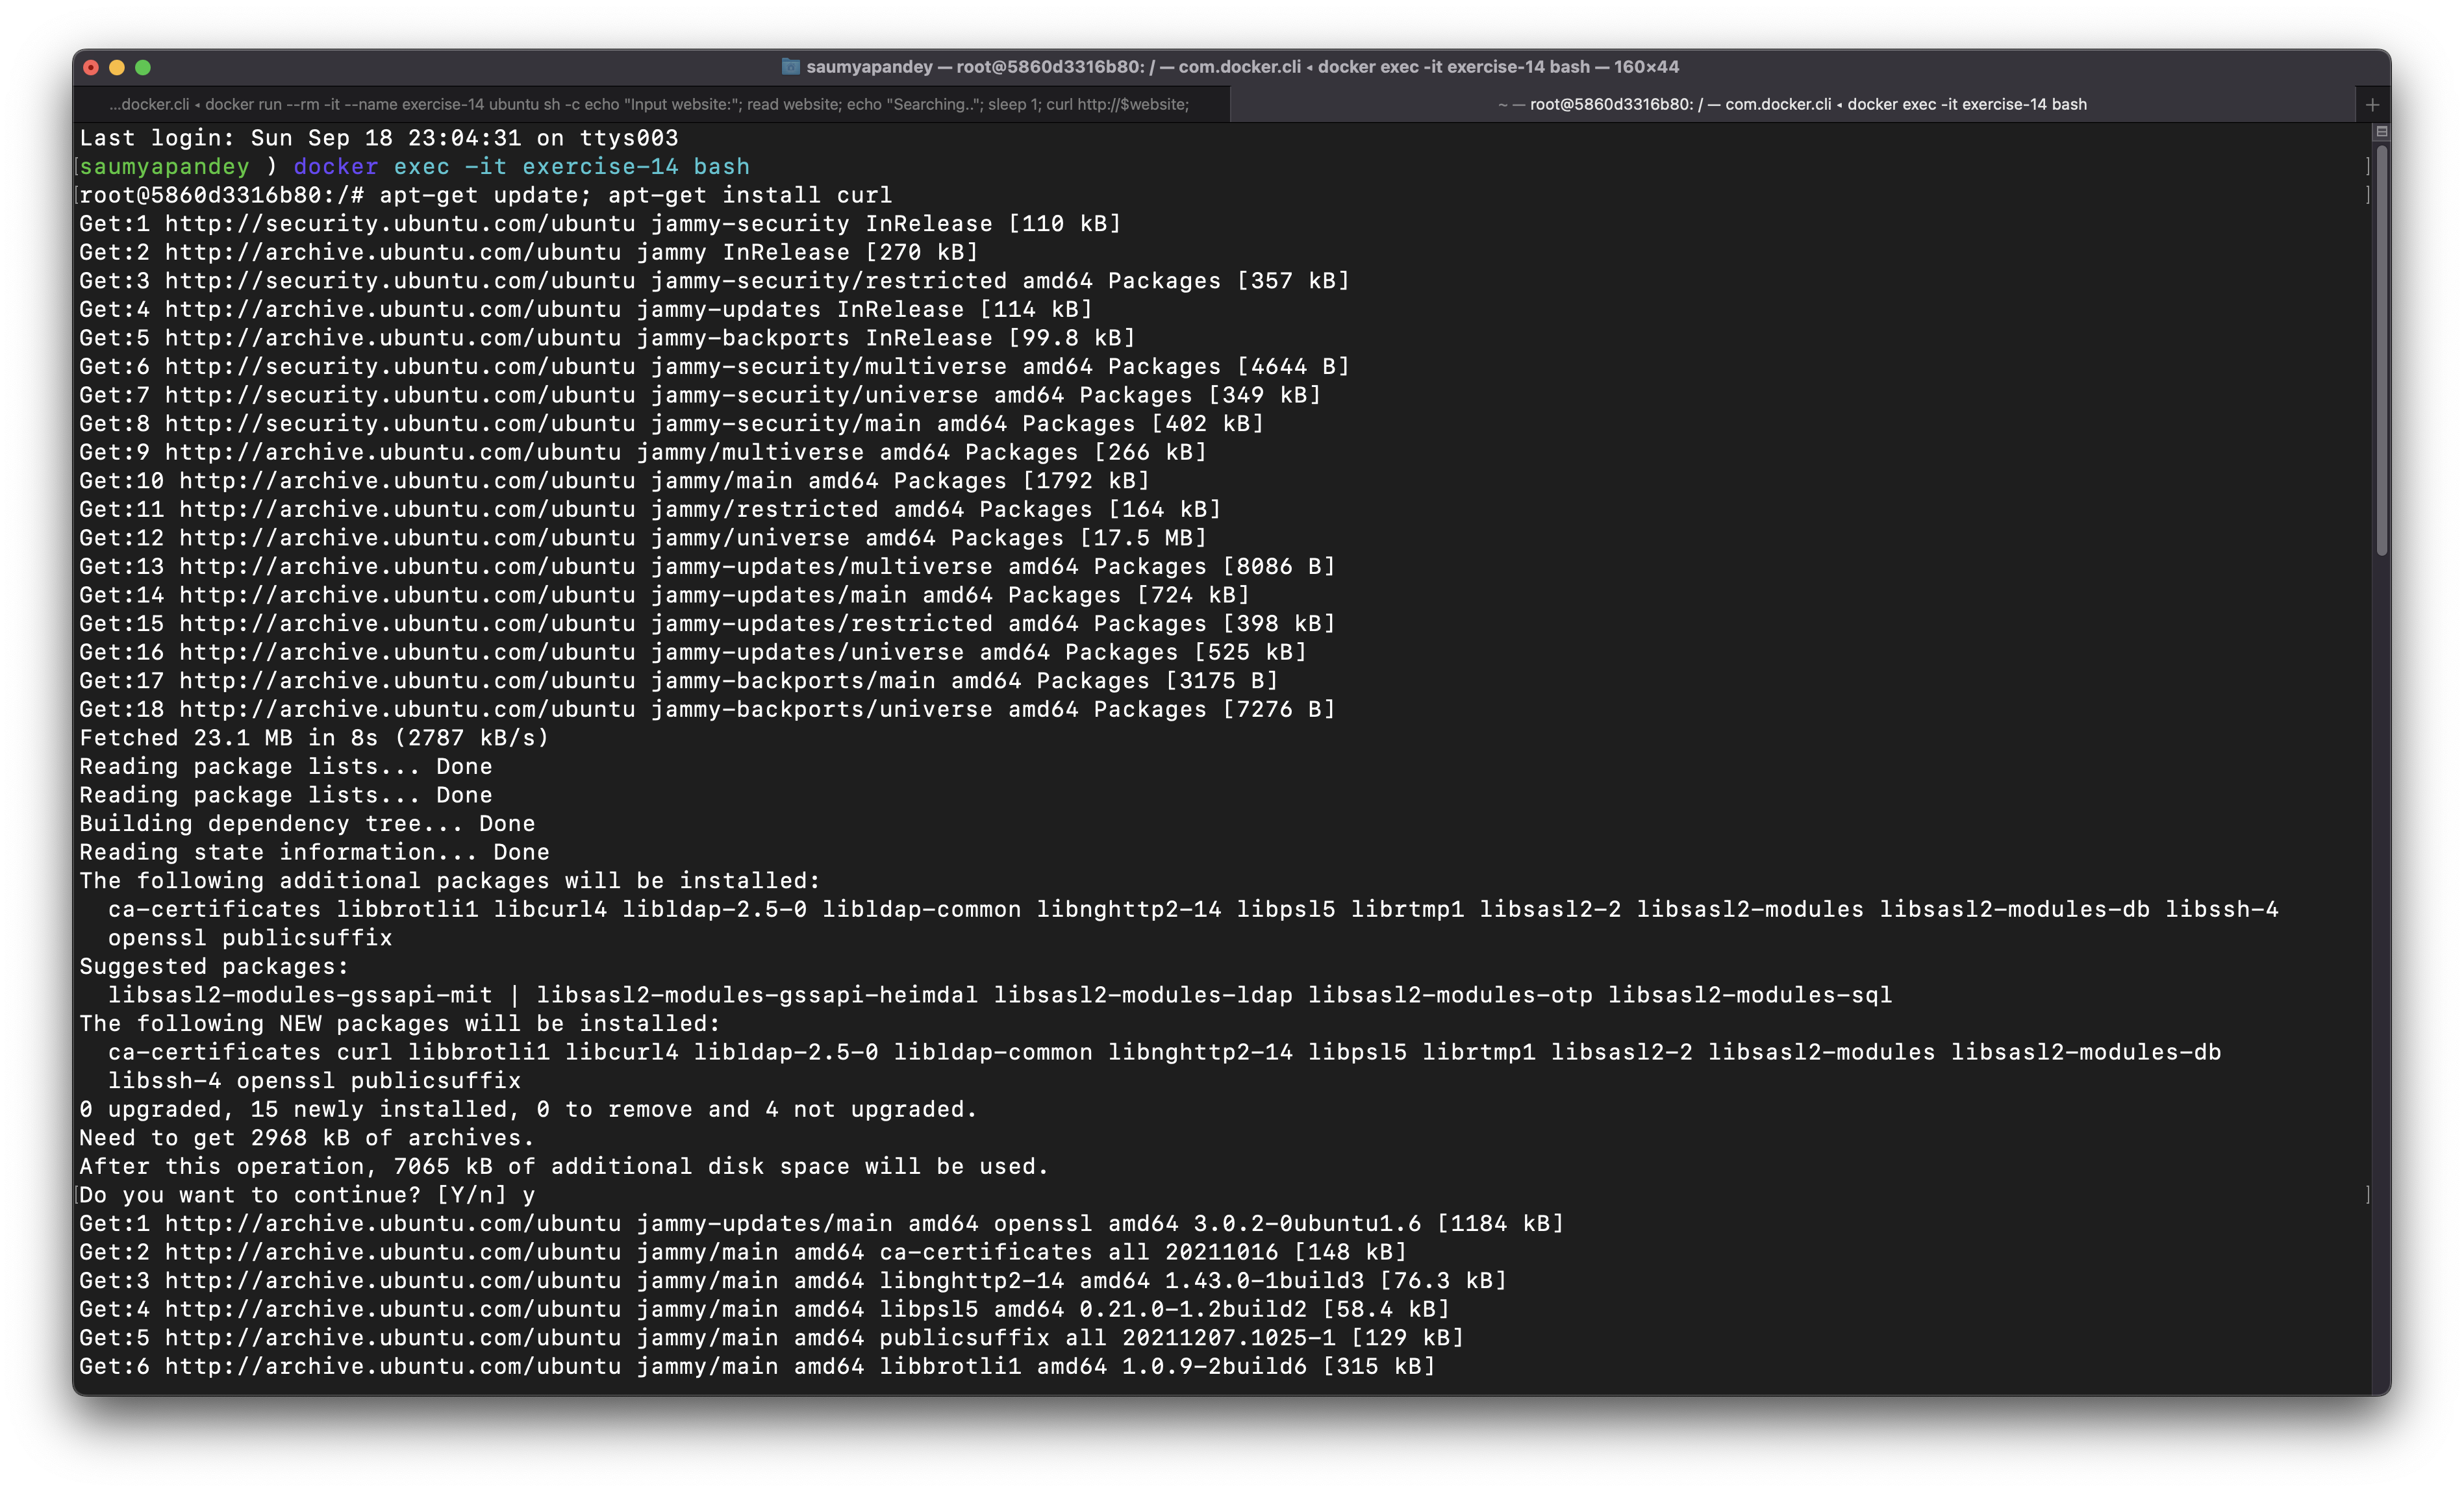 saumyapandey — root@5860d3316b80: / — com.docker.cli ◂ docker exec -it exercise-14 bash — 160×44
...docker.cli ◂ docker run --rm -it --name exercise-14 ubuntu sh -c echo "Input website:"; read website; echo "Searching.."; sleep 1; curl http://$website;
~ — root@5860d3316b80: / — com.docker.cli ◂ docker exec -it exercise-14 bash
Last login: Sun Sep 18 23:04:31 on ttys003
saumyapandey ) docker exec -it exercise-14 bash
root@5860d3316b80:/# apt-get update; apt-get install curl
Get:1 http://security.ubuntu.com/ubuntu jammy-security InRelease [110 kB]
Get:2 http://archive.ubuntu.com/ubuntu jammy InRelease [270 kB]
Get:3 http://security.ubuntu.com/ubuntu jammy-security/restricted amd64 Packages [357 kB]
Get:4 http://archive.ubuntu.com/ubuntu jammy-updates InRelease [114 kB]
Get:5 http://archive.ubuntu.com/ubuntu jammy-backports InRelease [99.8 kB]
Get:6 http://security.ubuntu.com/ubuntu jammy-security/multiverse amd64 Packages [4644 B]
Get:7 http://security.ubuntu.com/ubuntu jammy-security/universe amd64 Packages [349 kB]
Get:8 http://security.ubuntu.com/ubuntu jammy-security/main amd64 Packages [402 kB]
Get:9 http://archive.ubuntu.com/ubuntu jammy/multiverse amd64 Packages [266 kB]
Get:10 http://archive.ubuntu.com/ubuntu jammy/main amd64 Packages [1792 kB]
Get:11 http://archive.ubuntu.com/ubuntu jammy/restricted amd64 Packages [164 kB]
Get:12 http://archive.ubuntu.com/ubuntu jammy/universe amd64 Packages [17.5 MB]
Get:13 http://archive.ubuntu.com/ubuntu jammy-updates/multiverse amd64 Packages [8086 B]
Get:14 http://archive.ubuntu.com/ubuntu jammy-updates/main amd64 Packages [724 kB]
Get:15 http://archive.ubuntu.com/ubuntu jammy-updates/restricted amd64 Packages [398 kB]
Get:16 http://archive.ubuntu.com/ubuntu jammy-updates/universe amd64 Packages [525 kB]
Get:17 http://archive.ubuntu.com/ubuntu jammy-backports/main amd64 Packages [3175 B]
Get:18 http://archive.ubuntu.com/ubuntu jammy-backports/universe amd64 Packages [7276 B]
Fetched 23.1 MB in 8s (2787 kB/s)
Reading package lists... Done
Reading package lists... Done
Building dependency tree... Done
Reading state information... Done
The following additional packages will be installed:
  ca-certificates libbrotli1 libcurl4 libldap-2.5-0 libldap-common libnghttp2-14 libpsl5 librtmp1 libsasl2-2 libsasl2-modules libsasl2-modules-db libssh-4
  openssl publicsuffix
Suggested packages:
  libsasl2-modules-gssapi-mit | libsasl2-modules-gssapi-heimdal libsasl2-modules-ldap libsasl2-modules-otp libsasl2-modules-sql
The following NEW packages will be installed:
  ca-certificates curl libbrotli1 libcurl4 libldap-2.5-0 libldap-common libnghttp2-14 libpsl5 librtmp1 libsasl2-2 libsasl2-modules libsasl2-modules-db
  libssh-4 openssl publicsuffix
0 upgraded, 15 newly installed, 0 to remove and 4 not upgraded.
Need to get 2968 kB of archives.
After this operation, 7065 kB of additional disk space will be used.
Do you want to continue? [Y/n] y
Get:1 http://archive.ubuntu.com/ubuntu jammy-updates/main amd64 openssl amd64 3.0.2-0ubuntu1.6 [1184 kB]
Get:2 http://archive.ubuntu.com/ubuntu jammy/main amd64 ca-certificates all 20211016 [148 kB]
Get:3 http://archive.ubuntu.com/ubuntu jammy/main amd64 libnghttp2-14 amd64 1.43.0-1build3 [76.3 kB]
Get:4 http://archive.ubuntu.com/ubuntu jammy/main amd64 libpsl5 amd64 0.21.0-1.2build2 [58.4 kB]
Get:5 http://archive.ubuntu.com/ubuntu jammy/main amd64 publicsuffix all 20211207.1025-1 [129 kB]
Get:6 http://archive.ubuntu.com/ubuntu jammy/main amd64 libbrotli1 amd64 1.0.9-2build6 [315 kB]